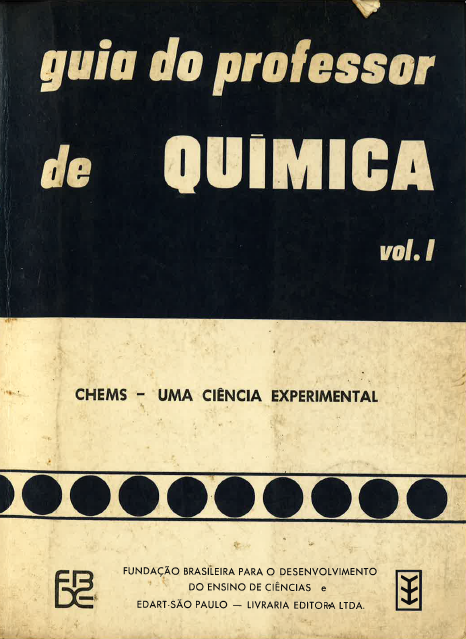 guia do professor
de QUÍMICA
vol. I
CHEMS - UMA CIÊNCIA EXPERIMENTAL
FUNDAÇÃO BRASILEIRA PARA O DESENVOLVIMENTO
DO ENSINO DE CIÊNCIAS e
EDART-SÃO PAULO — LIVRARIA EDITORA LTDA.